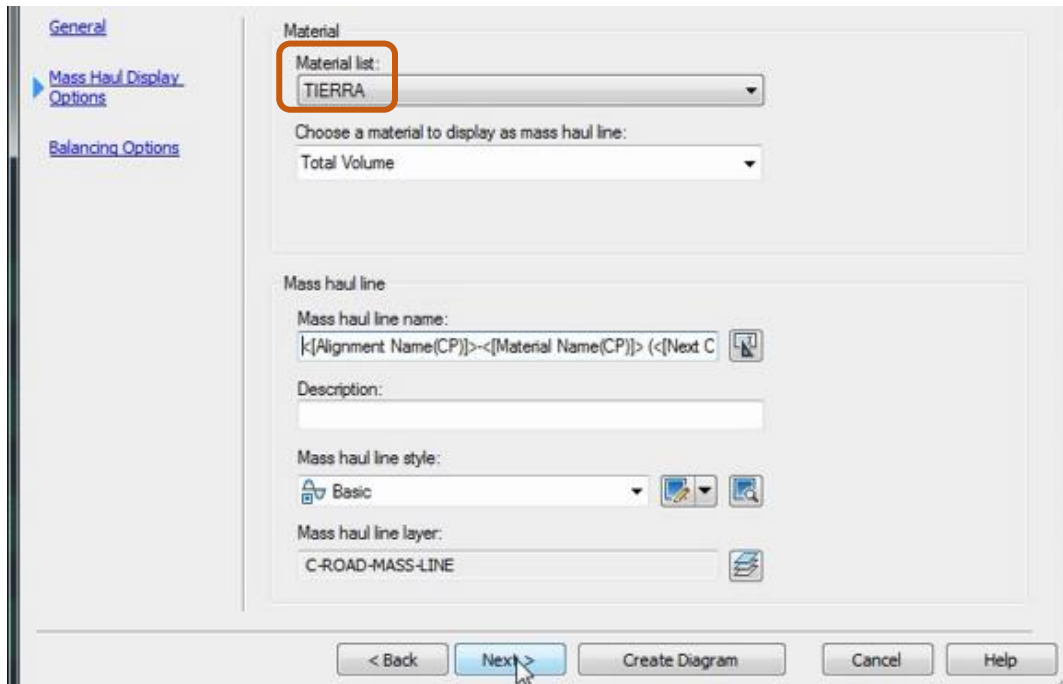 General
Mass Haul Display
Options
Balancing Options
Material
Material list:
TIERRA
Choose a material to display as mass haul line:
Total Volume
Mass haul line
Mass haul line name:
<[Alignment Name(CP)]>-<[Material Name(CP)]> (<[Next C
Description:
Mass haul line style:
Basic
Mass haul line layer:
C-ROAD-MASS-LINE
< Back
Next >
Create Diagram
Cancel
Help